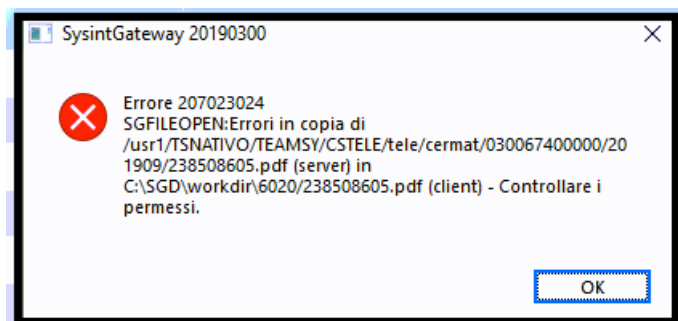 SysintGateway 20190300
Errore 207023024
SGFILEOPEN:Errori in copia di
/usr1/TSNATIVO/TEAMSY/CSTELE/tele/cermat/030067400000/20
1909/238508605.pdf (server) in
C:\SGD\workdir\6020/238508605.pdf (client) - Controllare i
permessi.
OK